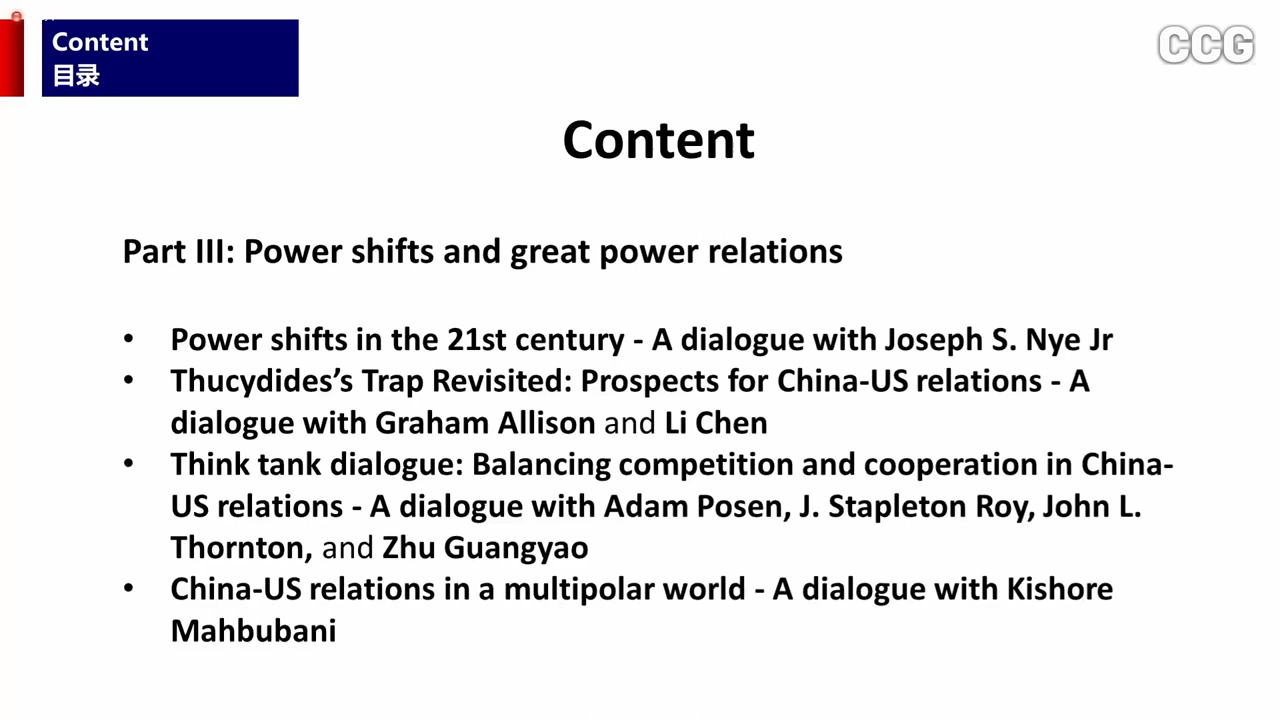 Content
目录
CCG
Content
Part III: Power shifts and great power relations
• Power shifts in the 21st century - A dialogue with Joseph S. Nye Jr
• Thucydides’s Trap Revisited: Prospects for China-US relations - A
dialogue with Graham Allison and Li Chen
• Think tank dialogue: Balancing competition and cooperation in China-
US relations - A dialogue with Adam Posen, J. Stapleton Roy, John L.
Thornton, and Zhu Guangyao
• China-US relations in a multipolar world - A dialogue with Kishore
Mahbubani